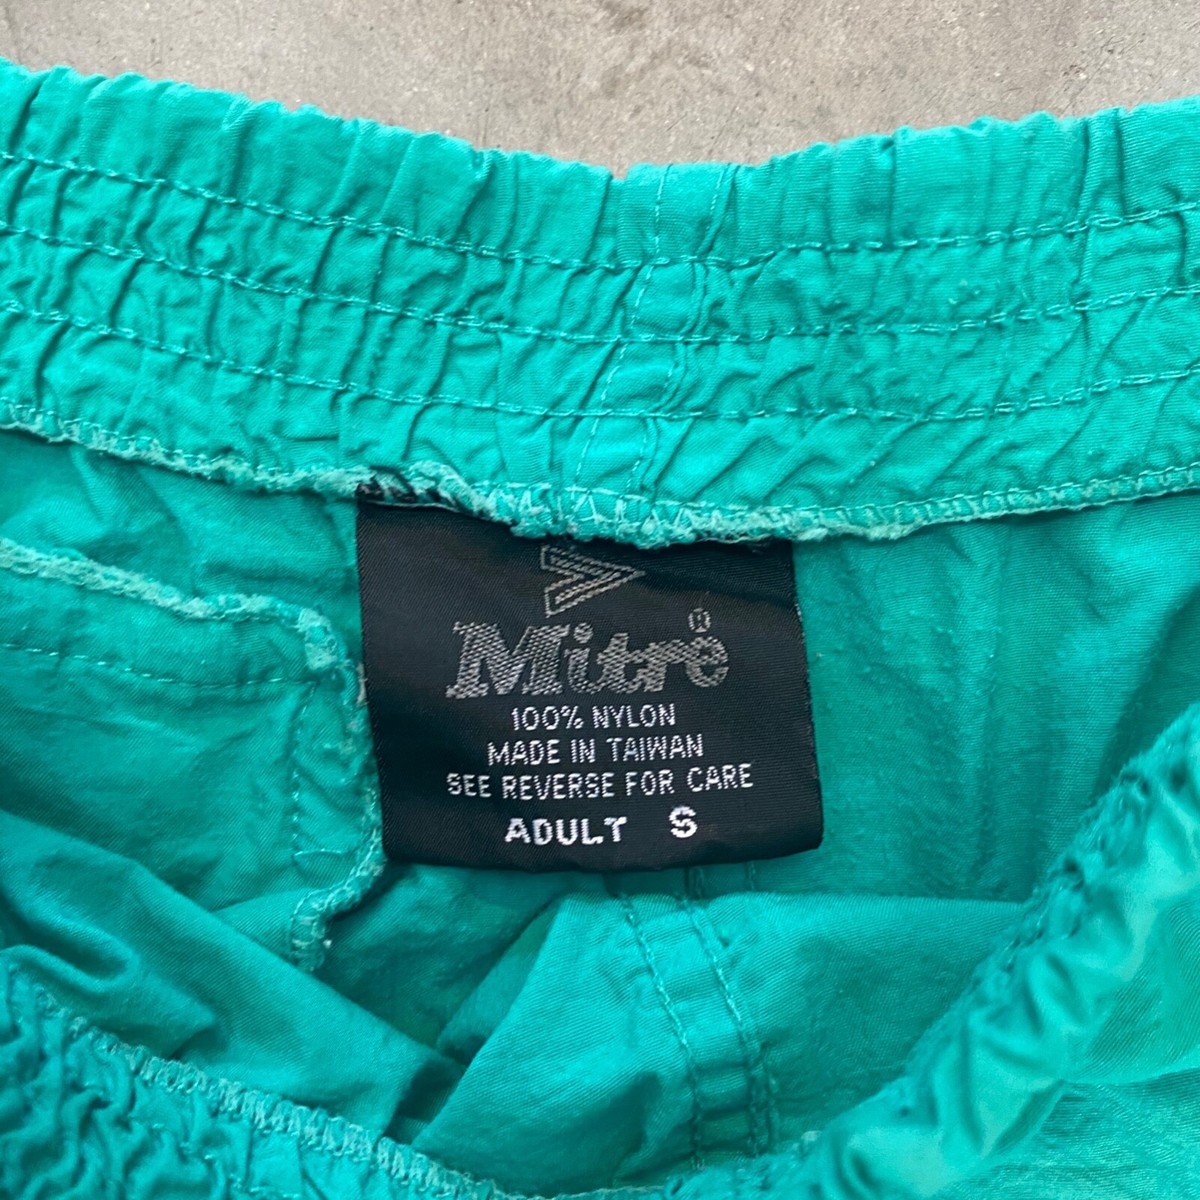 Mitre®
100% NYLON
MADE IN TAIWAN
SEE REVERSE FOR CARE
ADULT S